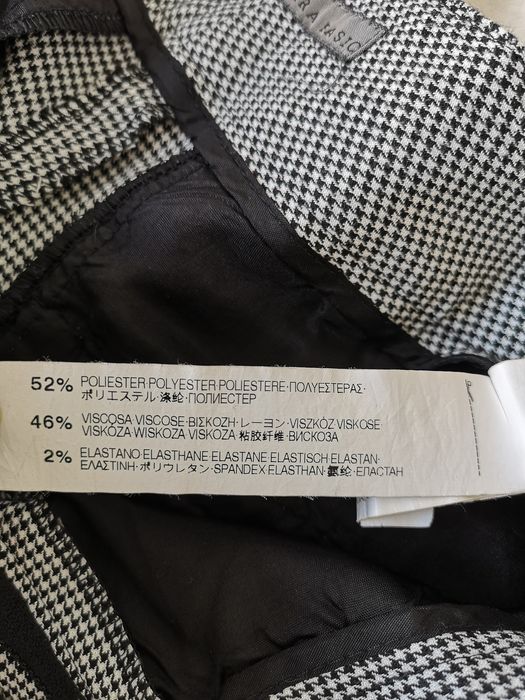 52% POLIESTER·POLYESTER·POLIESTERE·ΠΟΛΥΕΣΤΕΡΑΣ·
ポリエステル·涤纶·ПОЛИЕСТЕР
46% VISCOSA·VISCOSE·ΒΙΣΚΟΖΗ·レーヨン·VISZKÓZ·VISKOSE·
VISKÓZA·WISKOZA·VISKOZA·粘胶纤维·ВИСКОЗА
2% ELASTANO·ELASTHANE·ELASTANE·ELASTISCH·ELASTAN·
ΕΛΑΣΤΙΝΗ·ポリウレタン·SPANDEX·ELASTHAN·氨纶·ЕЛАСТАН